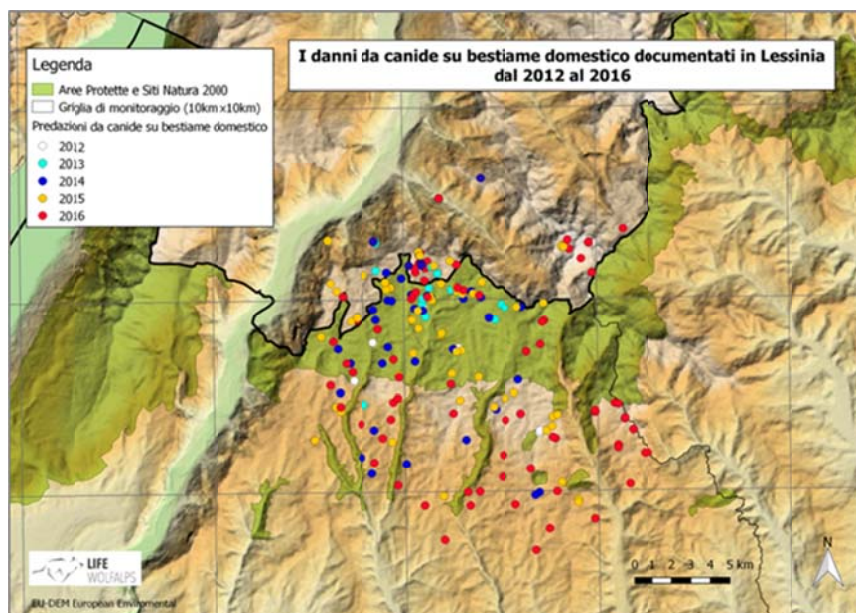 I danni da canide su bestiame domestico documentati in Lessinia
dal 2012 al 2016
Legenda
Aree Protette e Siti Natura 2000
Griglia di monitoraggio (10km x10km)
Predazioni da canide su bestiame domestico
2012
2013
2014
2015
2016
N
0 1 2 3 4 5 km
LIFE
WOLFALPS
EU-DEM European Environmental